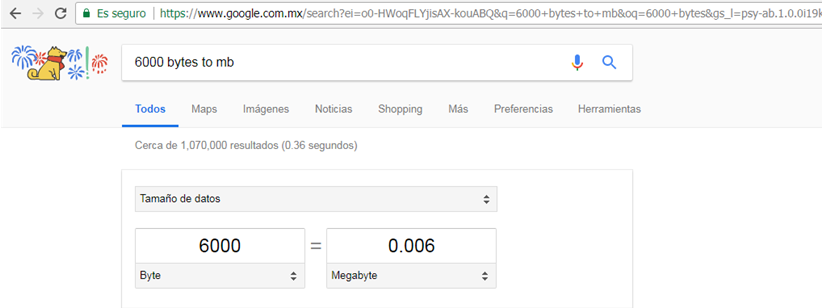 Es seguro https://www.google.com.mx/search?ei=o0-HWoqFLYjisAX-kouABQ&q=6000+bytes+to+mb&oq=6000+bytes&gs_l=psy-ab.1.0.0i19k
6000 bytes to mb
Todos Maps Imágenes Noticias Shopping Más Preferencias Herramientas
Cerca de 1,070,000 resultados (0.36 segundos)
Tamaño de datos
6000 = 0.006
Byte Megabyte